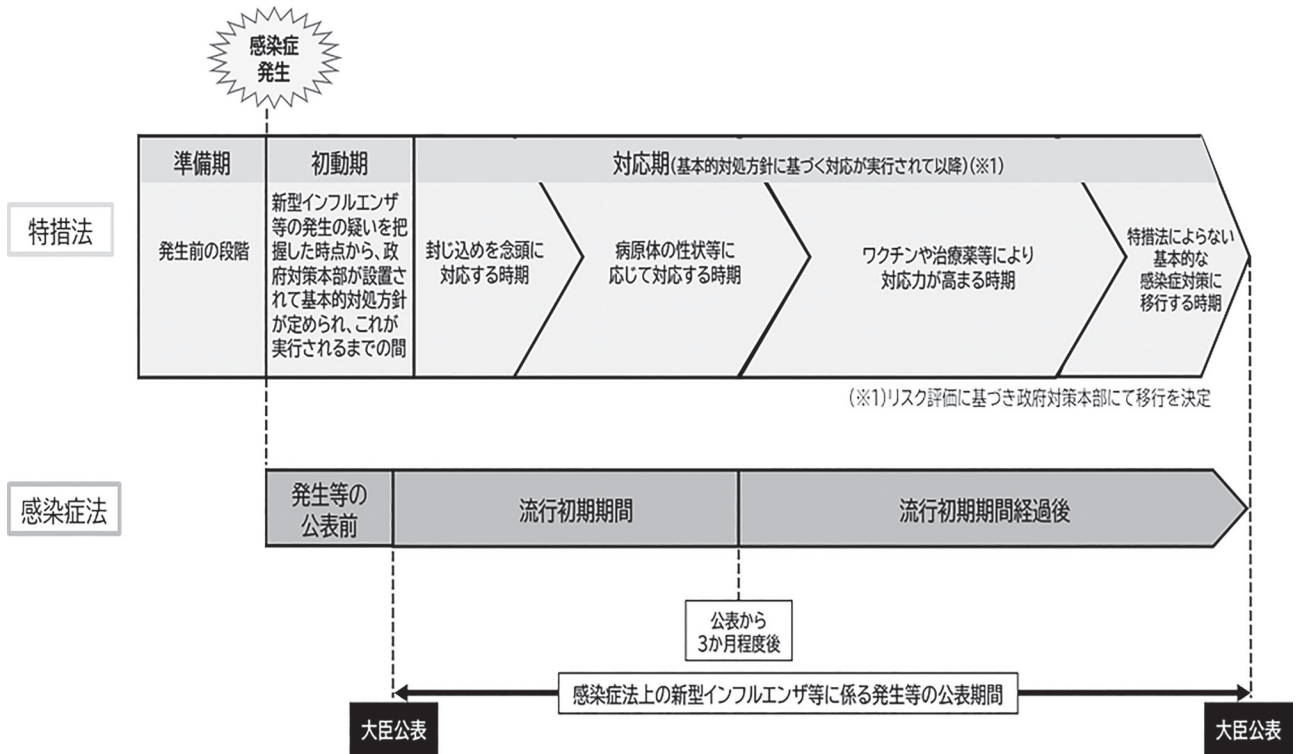 感染症
発生
特措法
準備期
初動期
対応期(基本的対処方針に基づく対応が実行されて以降)(※1)
発生前の段階
新型インフルエンザ
等の発生の疑いを把
握した時点から、政
府対策本部が設置さ
れて基本的対処方針
が定められ、これが
実行されるまでの間
封じ込めを念頭に
対応する時期
病原体の性状等に
応じて対応する時期
ワクチンや治療薬等により
対応力が高まる時期
特措法によらない
基本的な
感染症対策に
移行する時期
(※1)リスク評価に基づき政府対策本部にて移行を決定
感染症法
発生等の
公表前
流行初期期間
流行初期期間経過後
公表から
3か月程度後
感染症法上の新型インフルエンザ等に係る発生等の公表期間
大臣公表
大臣公表